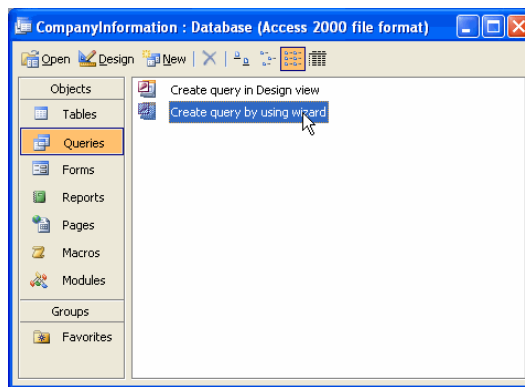 CompanyInformation : Database (Access 2000 file format)
Open Design New
Objects
Tables
Queries
Forms
Reports
Pages
Macros
Modules
Groups
Favorites
Create query in Design view
Create query by using wizard